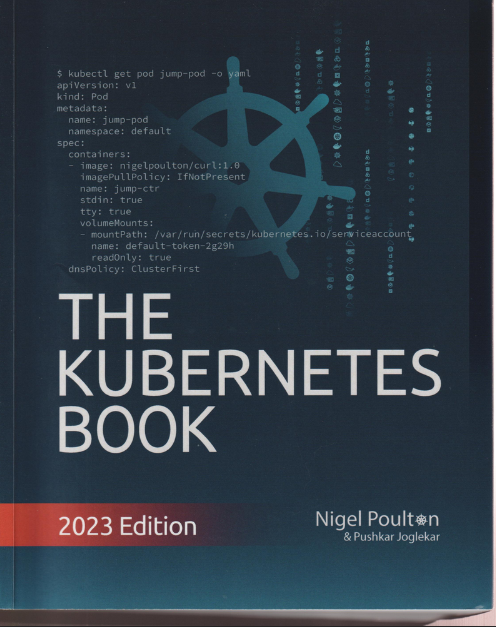 $ kubectl get pod jump-pod -o yaml
apiVersion: v1
kind: Pod
metadata:
  name: jump-pod
  namespace: default
spec:
  containers:
  - image: nigelpoulton/curl:1.0
    imagePullPolicy: IfNotPresent
    name: jump-ctr
    stdin: true
    tty: true
    volumeMounts:
    - mountPath: /var/run/secrets/kubernetes.io/serviceaccount
      name: default-token-2g29h
      readOnly: true
  dnsPolicy: ClusterFirst
THE
KUBERNETES
BOOK
2023 Edition
Nigel Poulton
& Pushkar Joglekar